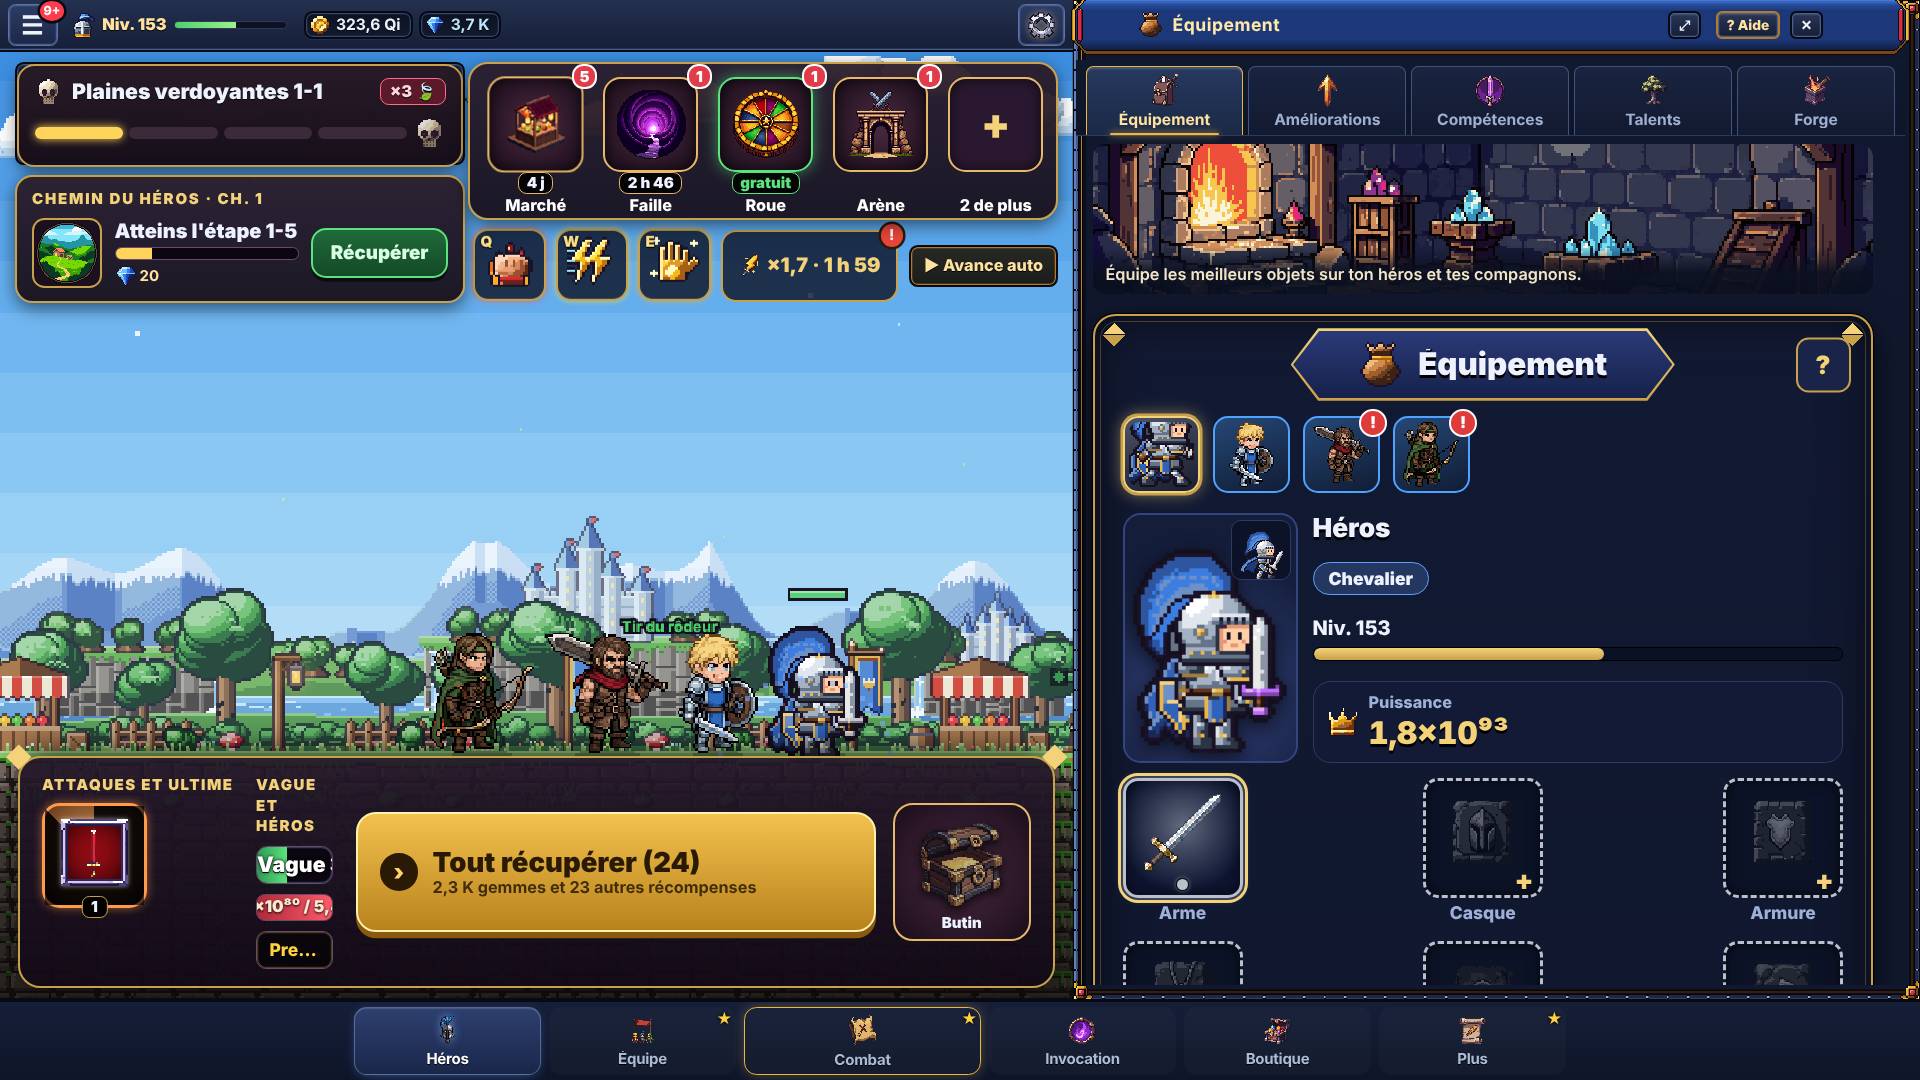 9+
Niv. 153
323,6 Qi
3,7 K
Plaines verdoyantes 1-1
×3
CHEMIN DU HÉROS · CH. 1
Atteins l'étape 1-5
20
Récupérer
5
4 j
Marché
1
2 h 46
Faille
1
gratuit
Roue
1
Arène
+
2 de plus
Q
W
E
×1,7 · 1 h 59
!
▶ Avance auto
Tir du rôdeur
ATTAQUES ET ULTIME
1
VAGUE
ET
HÉROS
Vague
×10⁸⁰ / 5,
Pre...
› Tout récupérer (24)
2,3 K gemmes et 23 autres récompenses
Butin
Équipement
? Aide
×
Équipement
Améliorations
Compétences
Talents
Forge
Équipe les meilleurs objets sur ton héros et tes compagnons.
Équipement
?
!
!
Héros
Chevalier
Niv. 153
Puissance
1,8×10⁹³
Arme
+
Casque
+
Armure
Héros
Équipe
Combat
Invocation
Boutique
Plus